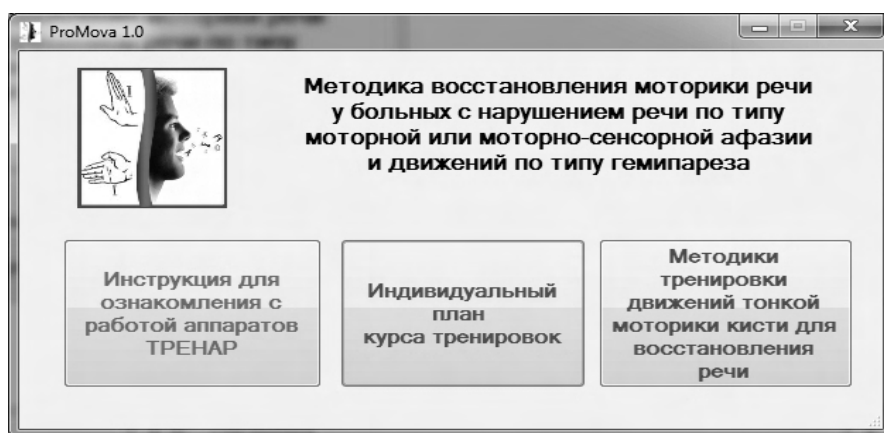 ProMova 1.0
Методика восстановления моторики речи
у больных с нарушением речи по типу
моторной или моторно-сенсорной афазии
и движений по типу гемипареза
Инструкция для
ознакомления с
работой аппаратов
ТРЕНАР
Индивидуальный
план
курса тренировок
Методики
тренировки
движений тонкой
моторики кисти для
восстановления
речи